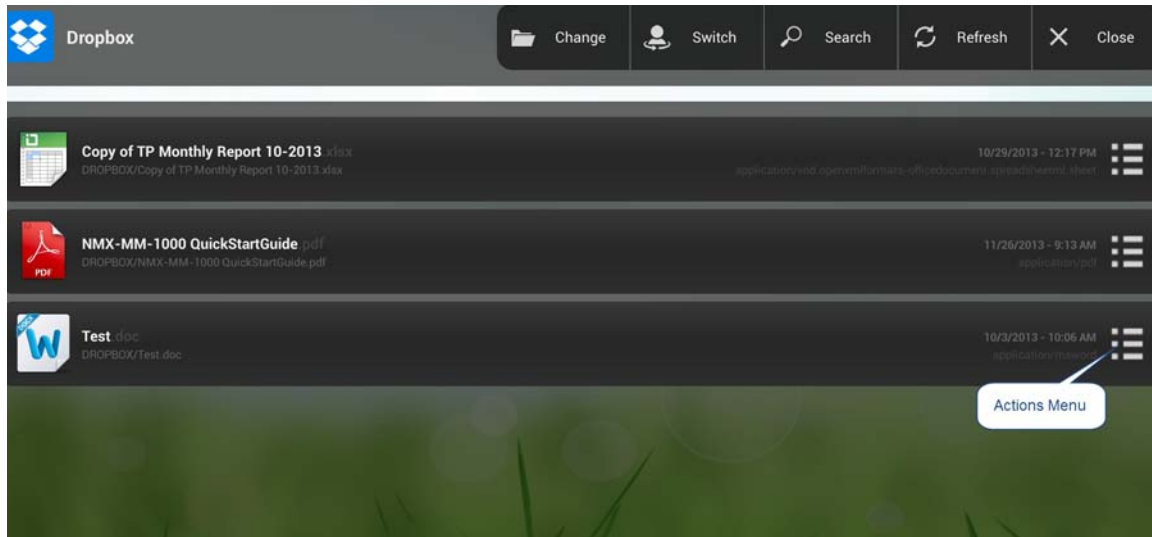 Dropbox
Change
Switch
Search
Refresh
Close
Copy of TP Monthly Report 10-2013.xlsx
10/29/2013 - 12:17 PM
DROPBOX/Copy of TP Monthly Report 10-2013.xlsx
application/vnd.openxmlformats-officedocument.spreadsheetml.sheet
NMX-MM-1000 QuickStartGuide.pdf
11/26/2013 - 9:13 AM
DROPBOX/NMX-MM-1000 QuickStartGuide.pdf
application/pdf
PDF
DOCX
W
Test.doc
10/3/2013 - 10:06 AM
DROPBOX/Test.doc
application/msword
Actions Menu